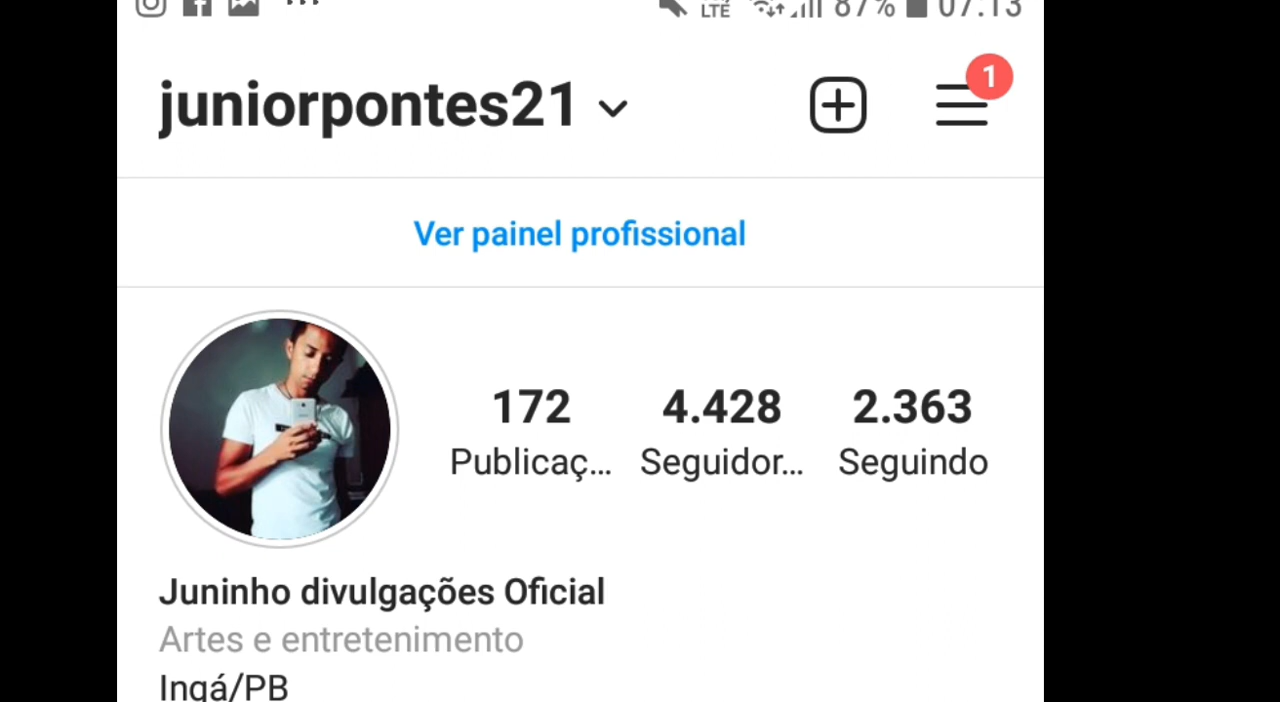 LTE 87% 07:13
juniorpontes21
1
Ver painel profissional
172 4.428 2.363
Publicaç... Seguidor... Seguindo
Juninho divulgações Oficial
Artes e entretenimento
Ingá/PB